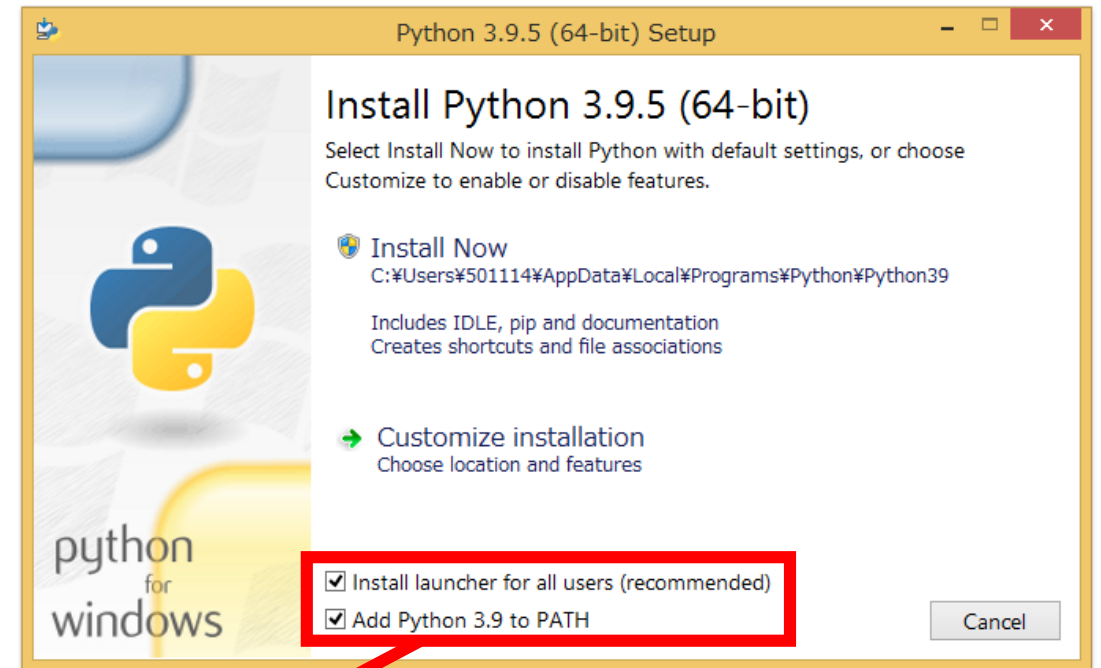 Python 3.9.5 (64-bit) Setup
Install Python 3.9.5 (64-bit)
Select Install Now to install Python with default settings, or choose
Customize to enable or disable features.
Install Now
C:¥Users¥501114¥AppData¥Local¥Programs¥Python¥Python39
Includes IDLE, pip and documentation
Creates shortcuts and file associations
Customize installation
Choose location and features
python
for
windows
Install launcher for all users (recommended)
Add Python 3.9 to PATH
Cancel